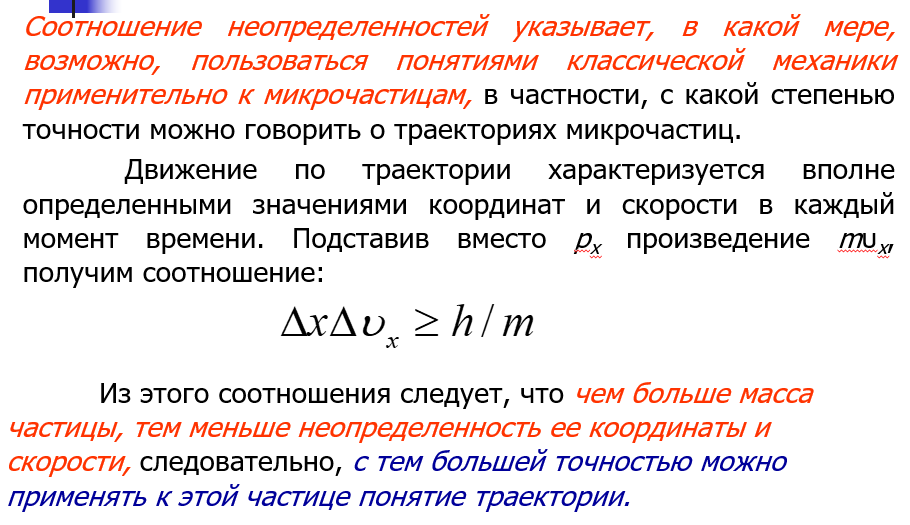 Соотношение неопределенностей указывает, в какой мере,
возможно, пользоваться понятиями классической механики
применительно к микрочастицам, в частности, с какой степенью
точности можно говорить о траекториях микрочастиц.
Движение по траектории характеризуется вполне
определенными значениями координат и скорости в каждый
момент времени. Подставив вместо pₓ произведение mυₓ,
получим соотношение:
ΔxΔυₓ ≥ h / m
Из этого соотношения следует, что чем больше масса
частицы, тем меньше неопределенность ее координаты и
скорости, следовательно, с тем большей точностью можно
применять к этой частице понятие траектории.